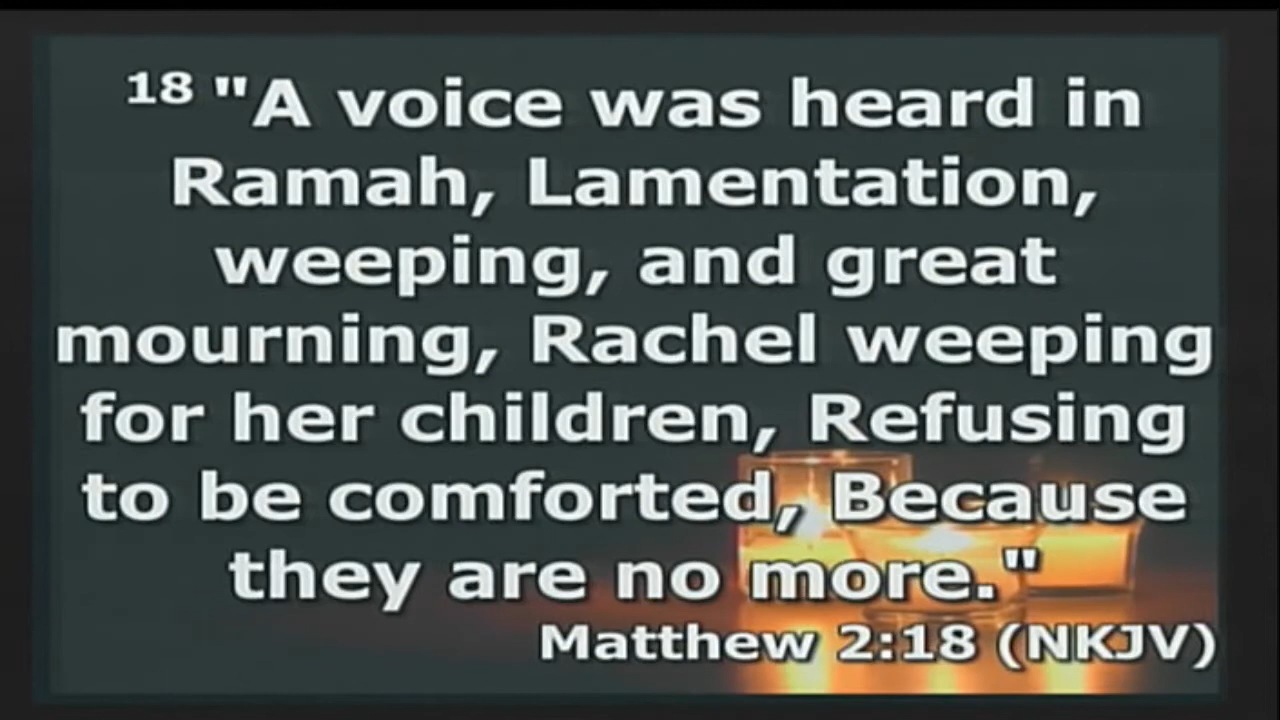 18 "A voice was heard in
Ramah, Lamentation,
weeping, and great
mourning, Rachel weeping
for her children, Refusing
to be comforted, Because
they are no more."
Matthew 2:18 (NKJV)